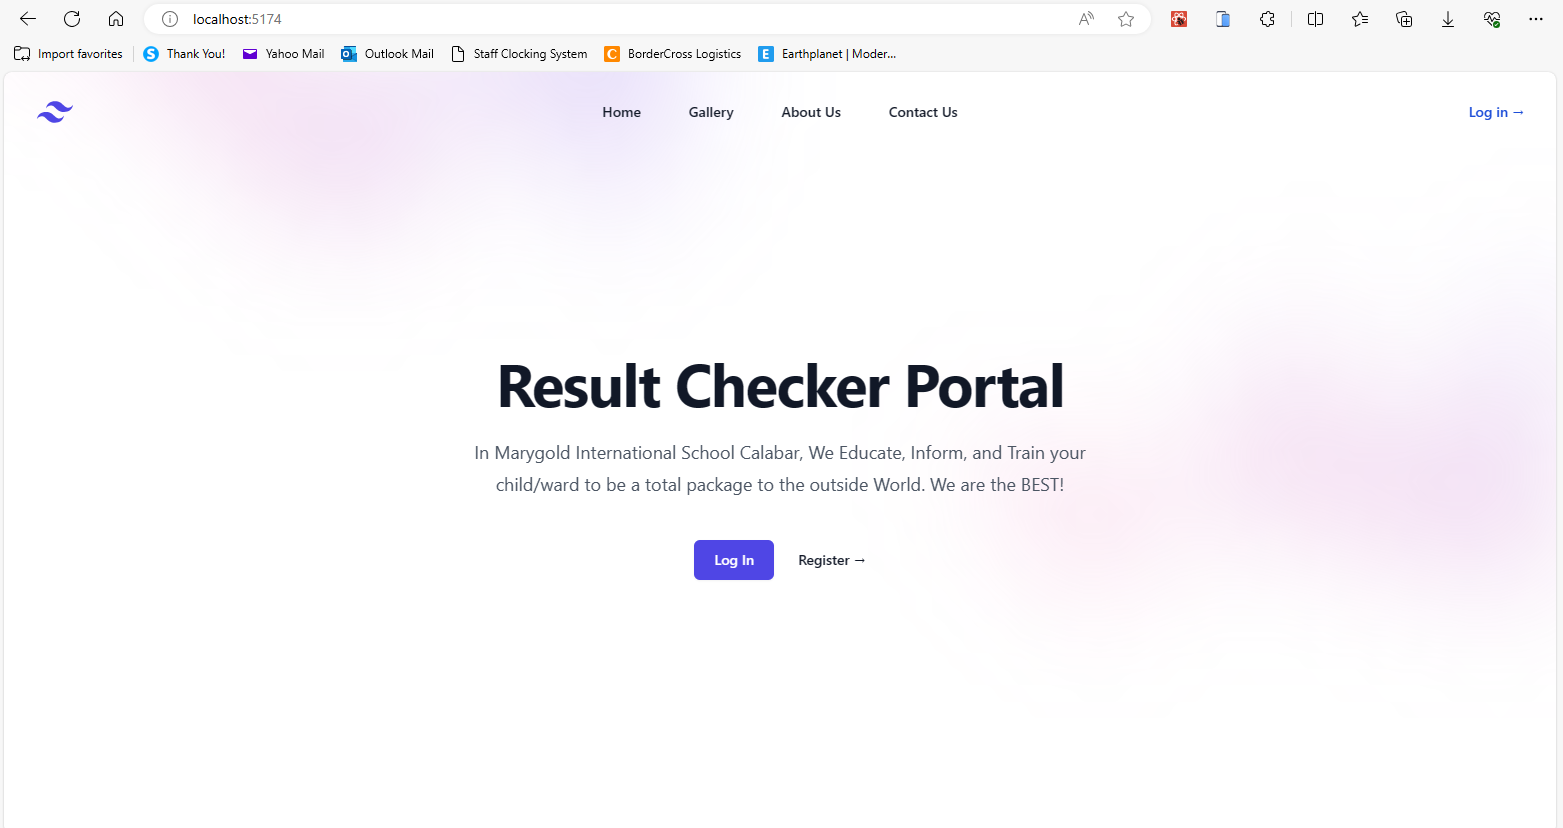 localhost:5174
Import favorites Thank You! Yahoo Mail Outlook Mail Staff Clocking System BorderCross Logistics Earthplanet | Moder...
Home Gallery About Us Contact Us Log in →
Result Checker Portal
In Marygold International School Calabar, We Educate, Inform, and Train your
child/ward to be a total package to the outside World. We are the BEST!
Log In Register →